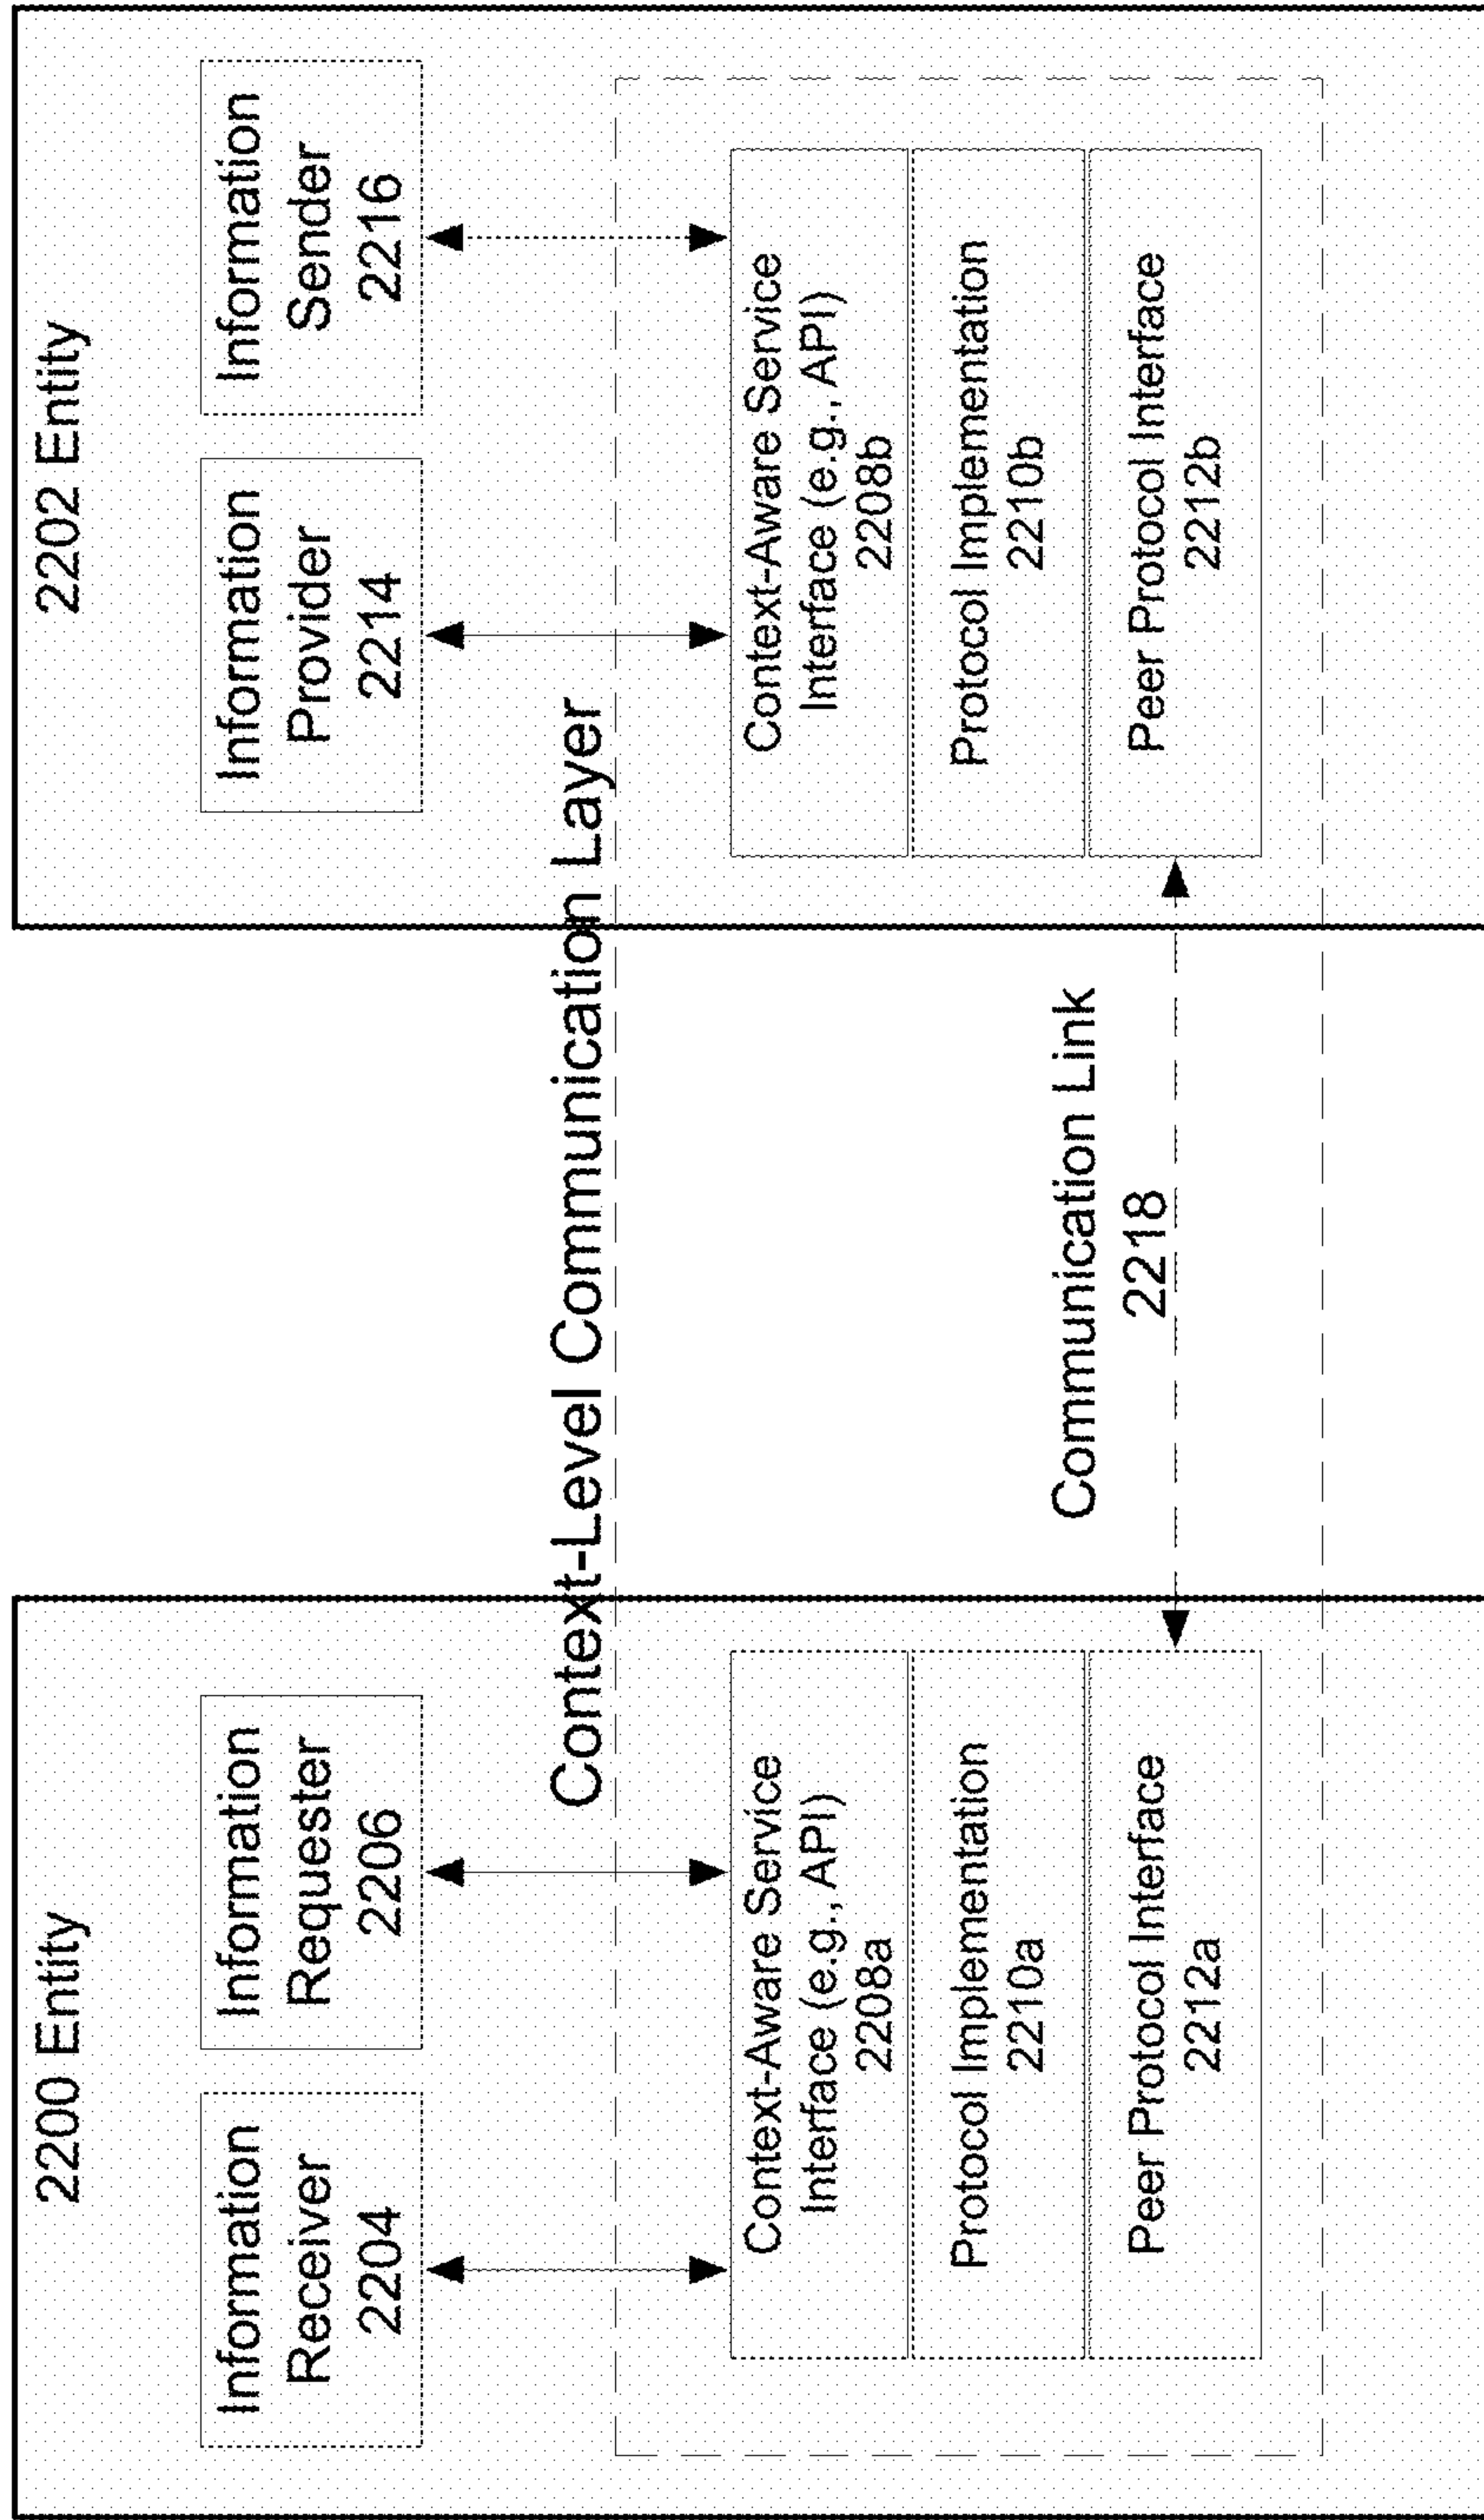 2200 Entity
Information
Receiver
2204
Information
Requester
2206
Context-Level Communication Layer
Context-Aware Service
Interface (e.g., API)
2208a
Protocol Implementation
2210a
Peer Protocol Interface
2212a
Communication Link
2218
2202 Entity
Information
Provider
2214
Information
Sender
2216
Context-Aware Service
Interface (e.g., API)
2208b
Protocol Implementation
2210b
Peer Protocol Interface
2212b